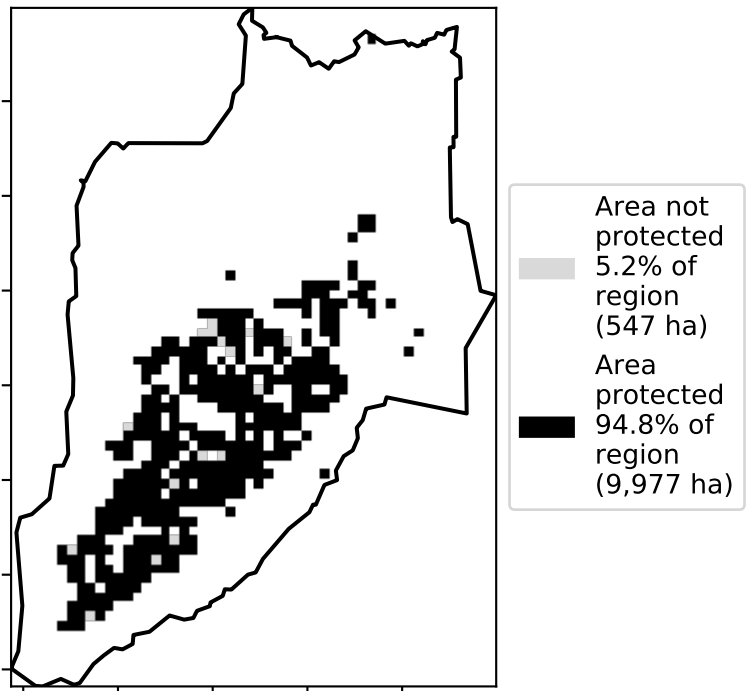 Area not
protected
5.2% of
region
(547 ha)
Area
protected
94.8% of
region
(9,977 ha)